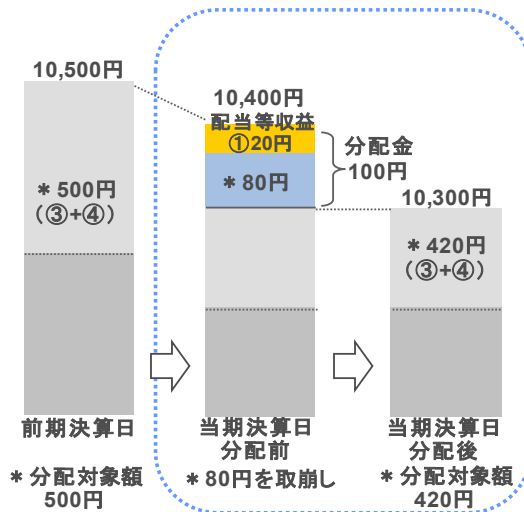 10,500円
＊500円
（③+④）
前期決算日
＊分配対象額
500円
10,400円
配当等収益
①20円
＊80円
分配金
100円
当期決算日
分配前
＊80円を取崩し
10,300円
＊420円
（③+④）
当期決算日
分配後
＊分配対象額
420円